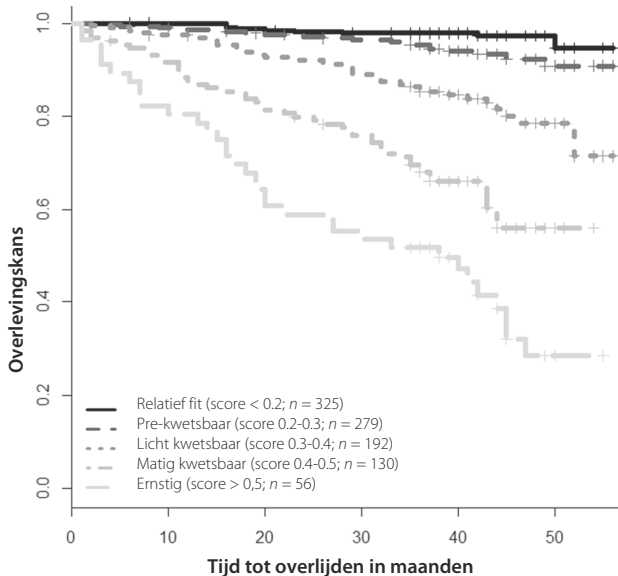 Overlevingskans
1.0
0.8
0.6
0.4
0.2
0.0
Relatief fit (score < 0.2; n = 325)
Pre-kwetsbaar (score 0.2-0.3; n = 279)
Licht kwetsbaar (score 0.3-0.4; n = 192)
Matig kwetsbaar (score 0.4-0.5; n = 130)
Ernstig (score > 0,5; n = 56)
0 10 20 30 40 50
Tijd tot overlijden in maanden